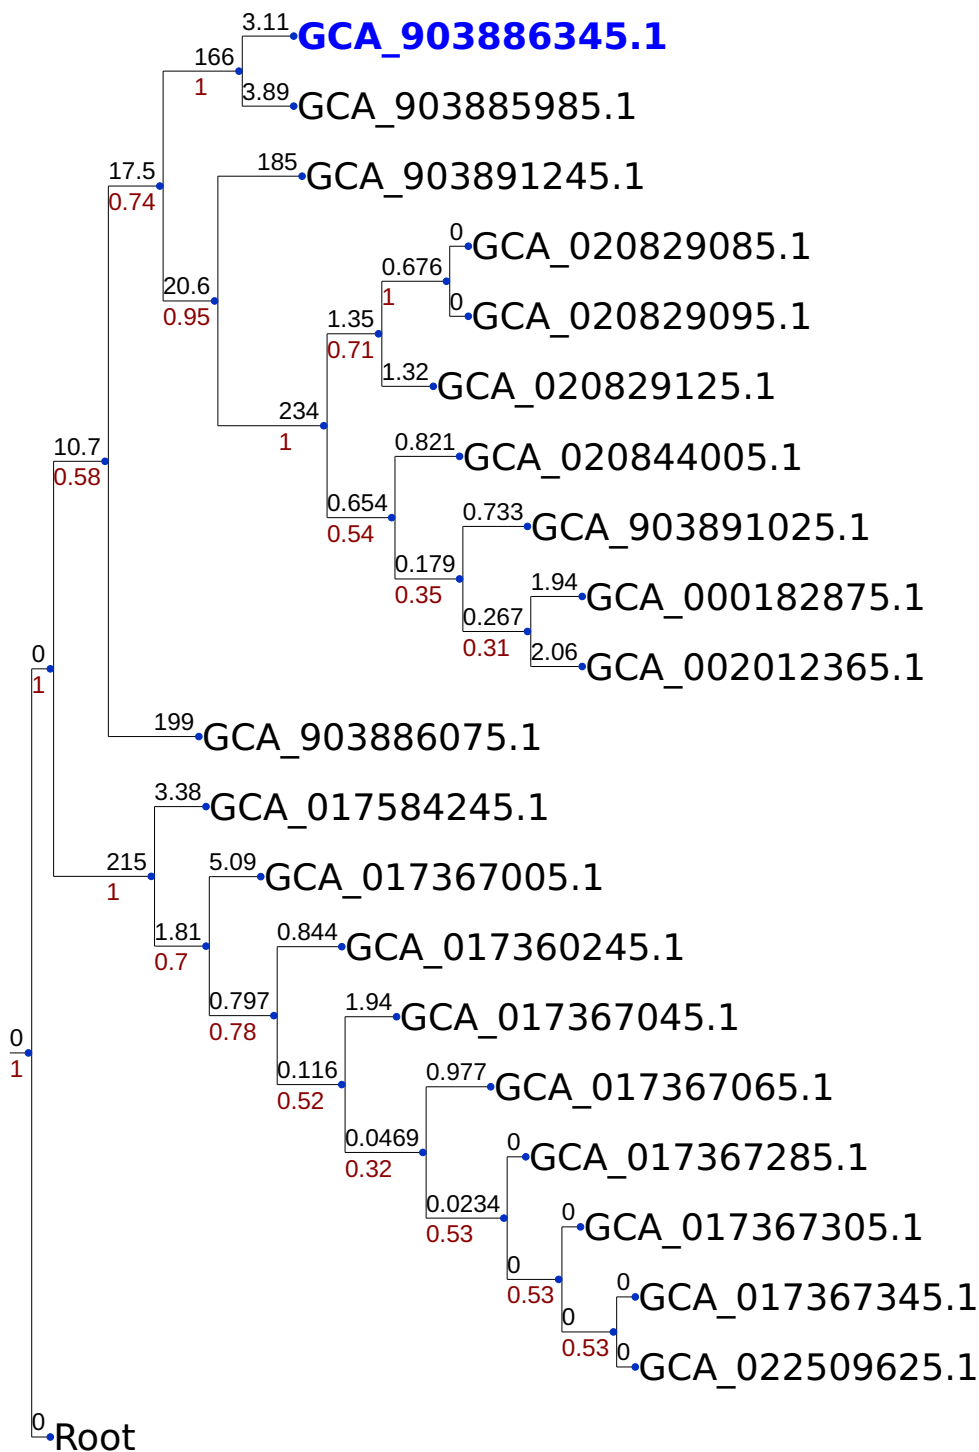 3.11
GCA_903886345.1
166
1
3.89
GCA_903885985.1
17.5
0.74
185
GCA_903891245.1
0
GCA_020829085.1
0.676
1
20.6
0.95
0
GCA_020829095.1
1.35
0.71
1.32
GCA_020829125.1
234
1
0.821
GCA_020844005.1
10.7
0.58
0.654
0.54
0.733
GCA_903891025.1
0.179
0.35
1.94
GCA_000182875.1
0.267
0.31
2.06
GCA_002012365.1
0
1
199
GCA_903886075.1
3.38
GCA_017584245.1
215
1
5.09
GCA_017367005.1
1.81
0.7
0.844
GCA_017360245.1
0.797
0.78
1.94
GCA_017367045.1
0
1
0.116
0.52
0.977
GCA_017367065.1
0.0469
0.32
0
GCA_017367285.1
0.0234
0.53
0
GCA_017367305.1
0
0.53
0
GCA_017367345.1
0
0.53
0
GCA_022509625.1
0
Root